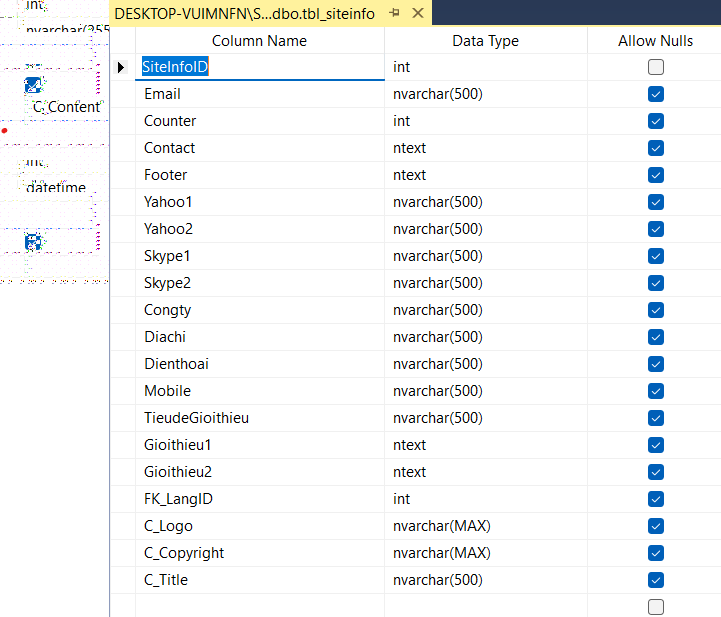 DESKTOP-VUIMNFN\S...dbo.tbl_siteinfo
Column Name Data Type Allow Nulls
SiteInfoID int
Email nvarchar(500)
Counter int
Contact ntext
Footer ntext
Yahoo1 nvarchar(500)
Yahoo2 nvarchar(500)
Skype1 nvarchar(500)
Skype2 nvarchar(500)
Congty nvarchar(500)
Diachi nvarchar(500)
Dienthoai nvarchar(500)
Mobile nvarchar(500)
TieudeGioithieu nvarchar(500)
Gioithieu1 ntext
Gioithieu2 ntext
FK_LangID int
C_Logo nvarchar(MAX)
C_Copyright nvarchar(MAX)
C_Title nvarchar(500)
int
C_Content
int
datetime